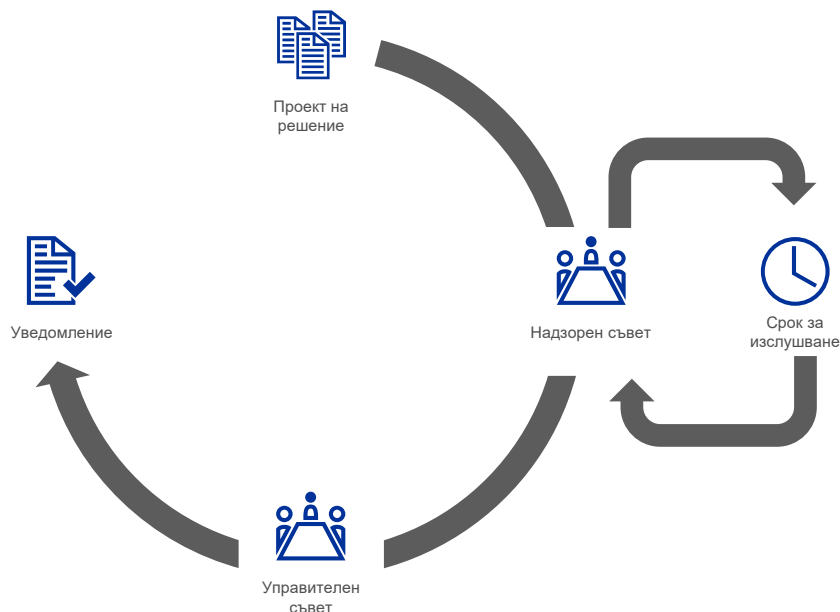 Проект на
решение
Уведомление
Надзорен съвет
Срок за
изслушване
Управителен
съвет